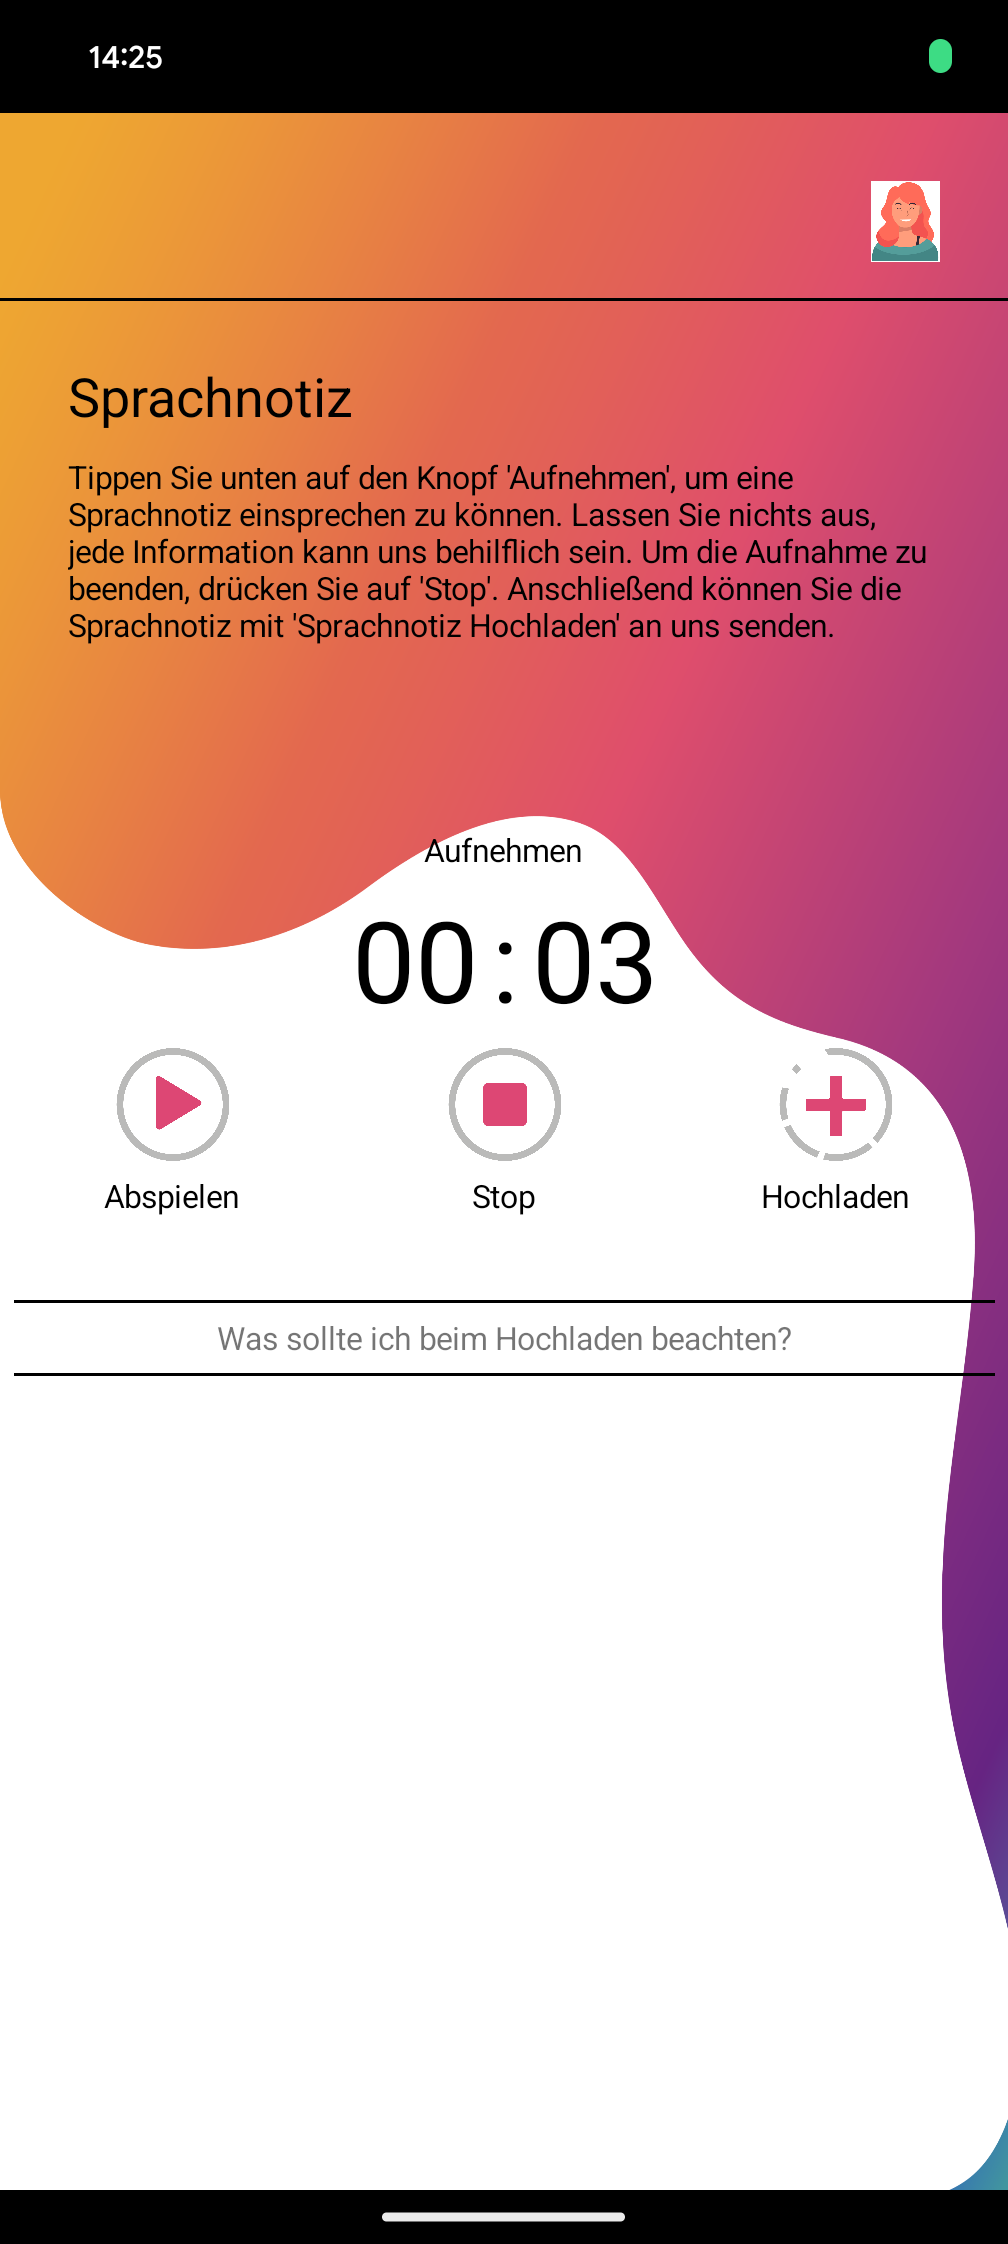 14:25
Sprachnotiz
Tippen Sie unten auf den Knopf 'Aufnehmen', um eine
Sprachnotiz einsprechen zu können. Lassen Sie nichts aus,
jede Information kann uns behilflich sein. Um die Aufnahme zu
beenden, drücken Sie auf 'Stop'. Anschließend können Sie die
Sprachnotiz mit 'Sprachnotiz Hochladen' an uns senden.
Aufnehmen
00:03
Abspielen Stop Hochladen
Was sollte ich beim Hochladen beachten?